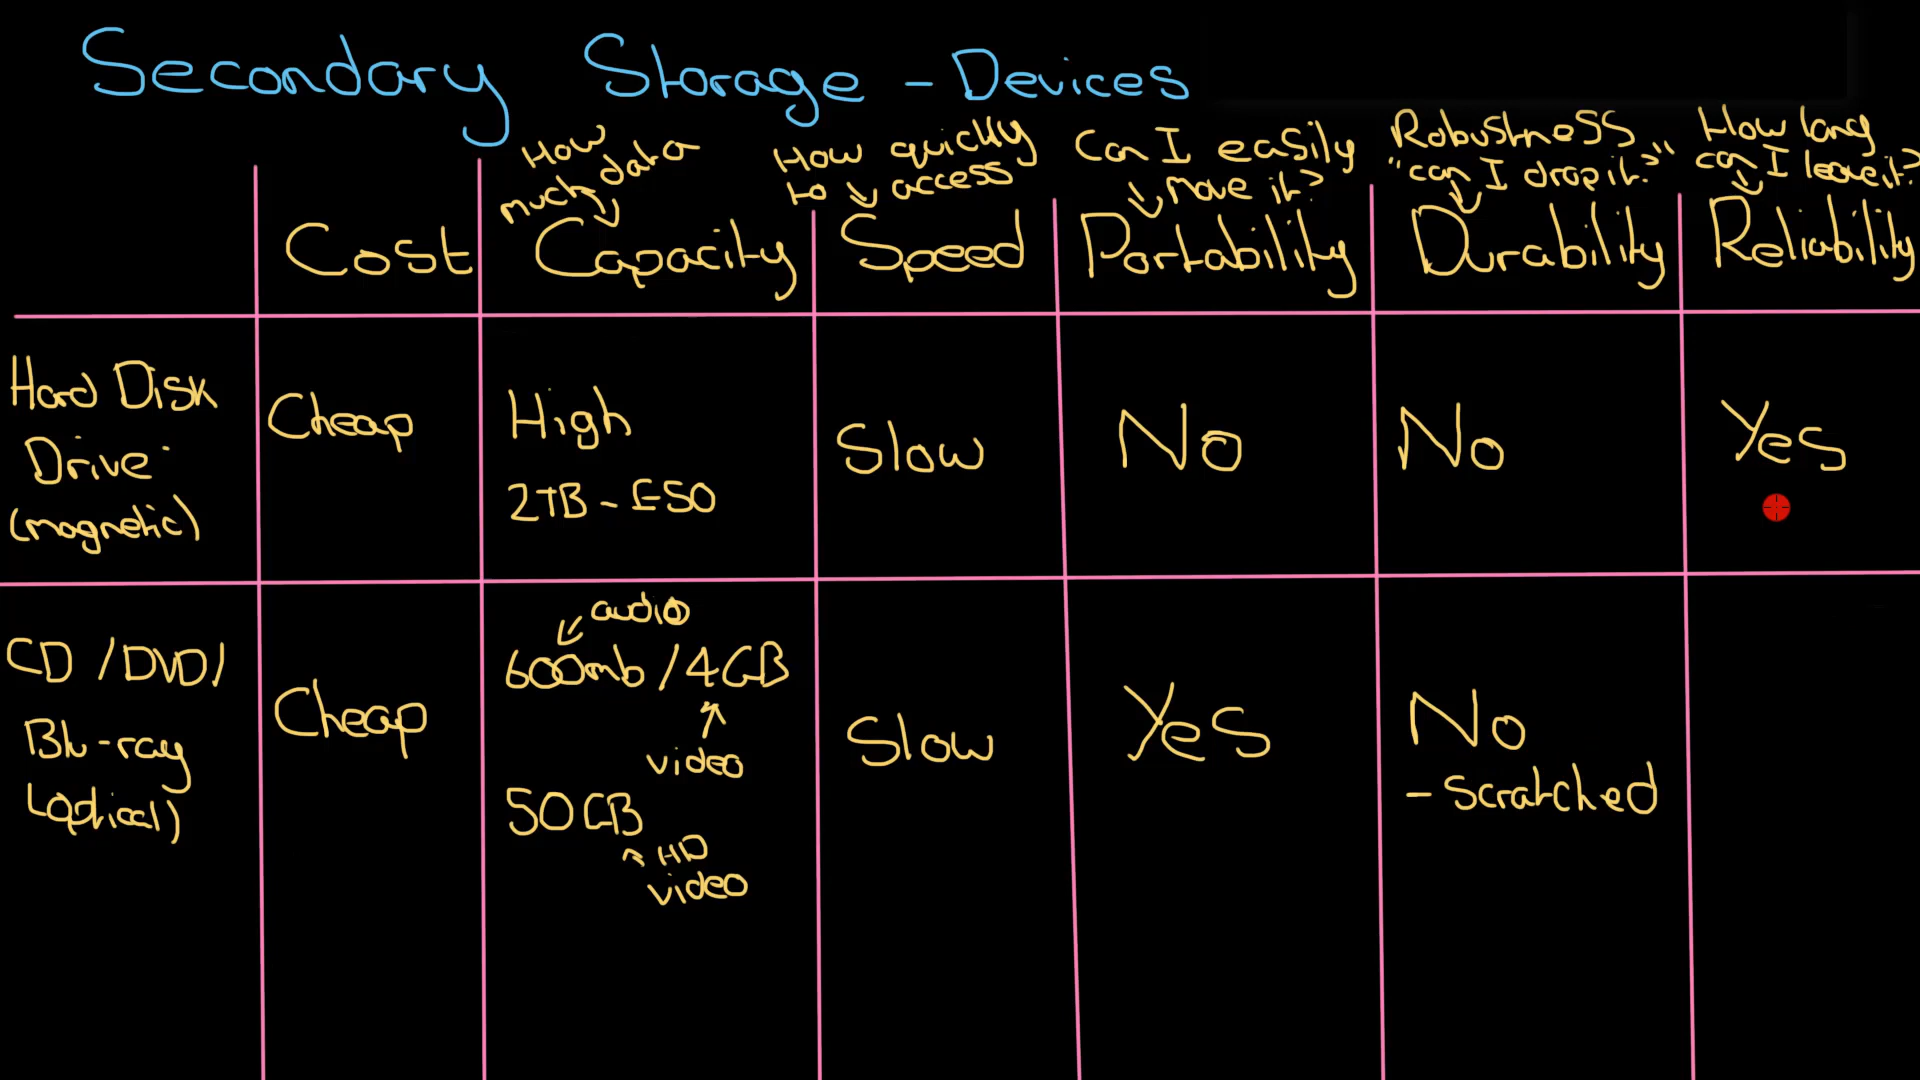 Secondary Storage - Devices
How
much data
How quickly
to access
Can I easily
move it?
Robustness
"can I drop it?"
How long
can I leave it?
Cost
Capacity
Speed
Portability
Durability
Reliability
Hard Disk
Drive
(magnetic)
Cheap
High
2TB - £50
Slow
No
No
Yes
CD / DVD /
Blu-ray
(optical)
Cheap
audio
600mb / 4GB
video
50GB
HD
video
Slow
Yes
No
- Scratched